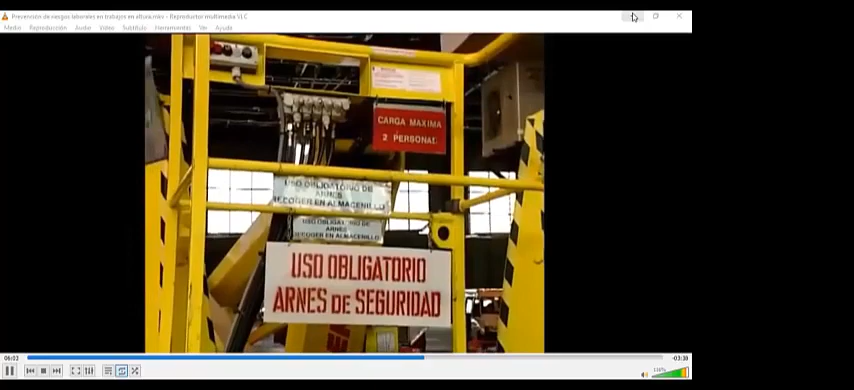 Prevención de riesgos laborales en trabajos en altura.mkv - Reproductor multimedia VLC
Medio Reproducción Audio Vídeo Subtítulo Herramientas Ver Ayuda
CARGA MAXIMA
2 PERSONAS
USO OBLIGATORIO DE
ARNES
RECOGER EN ALMACENILLO
USO OBLIGATORIO DE
ARNES
RECOGER EN ALMACENILLO
USO OBLIGATORIO
ARNES DE SEGURIDAD
06:03